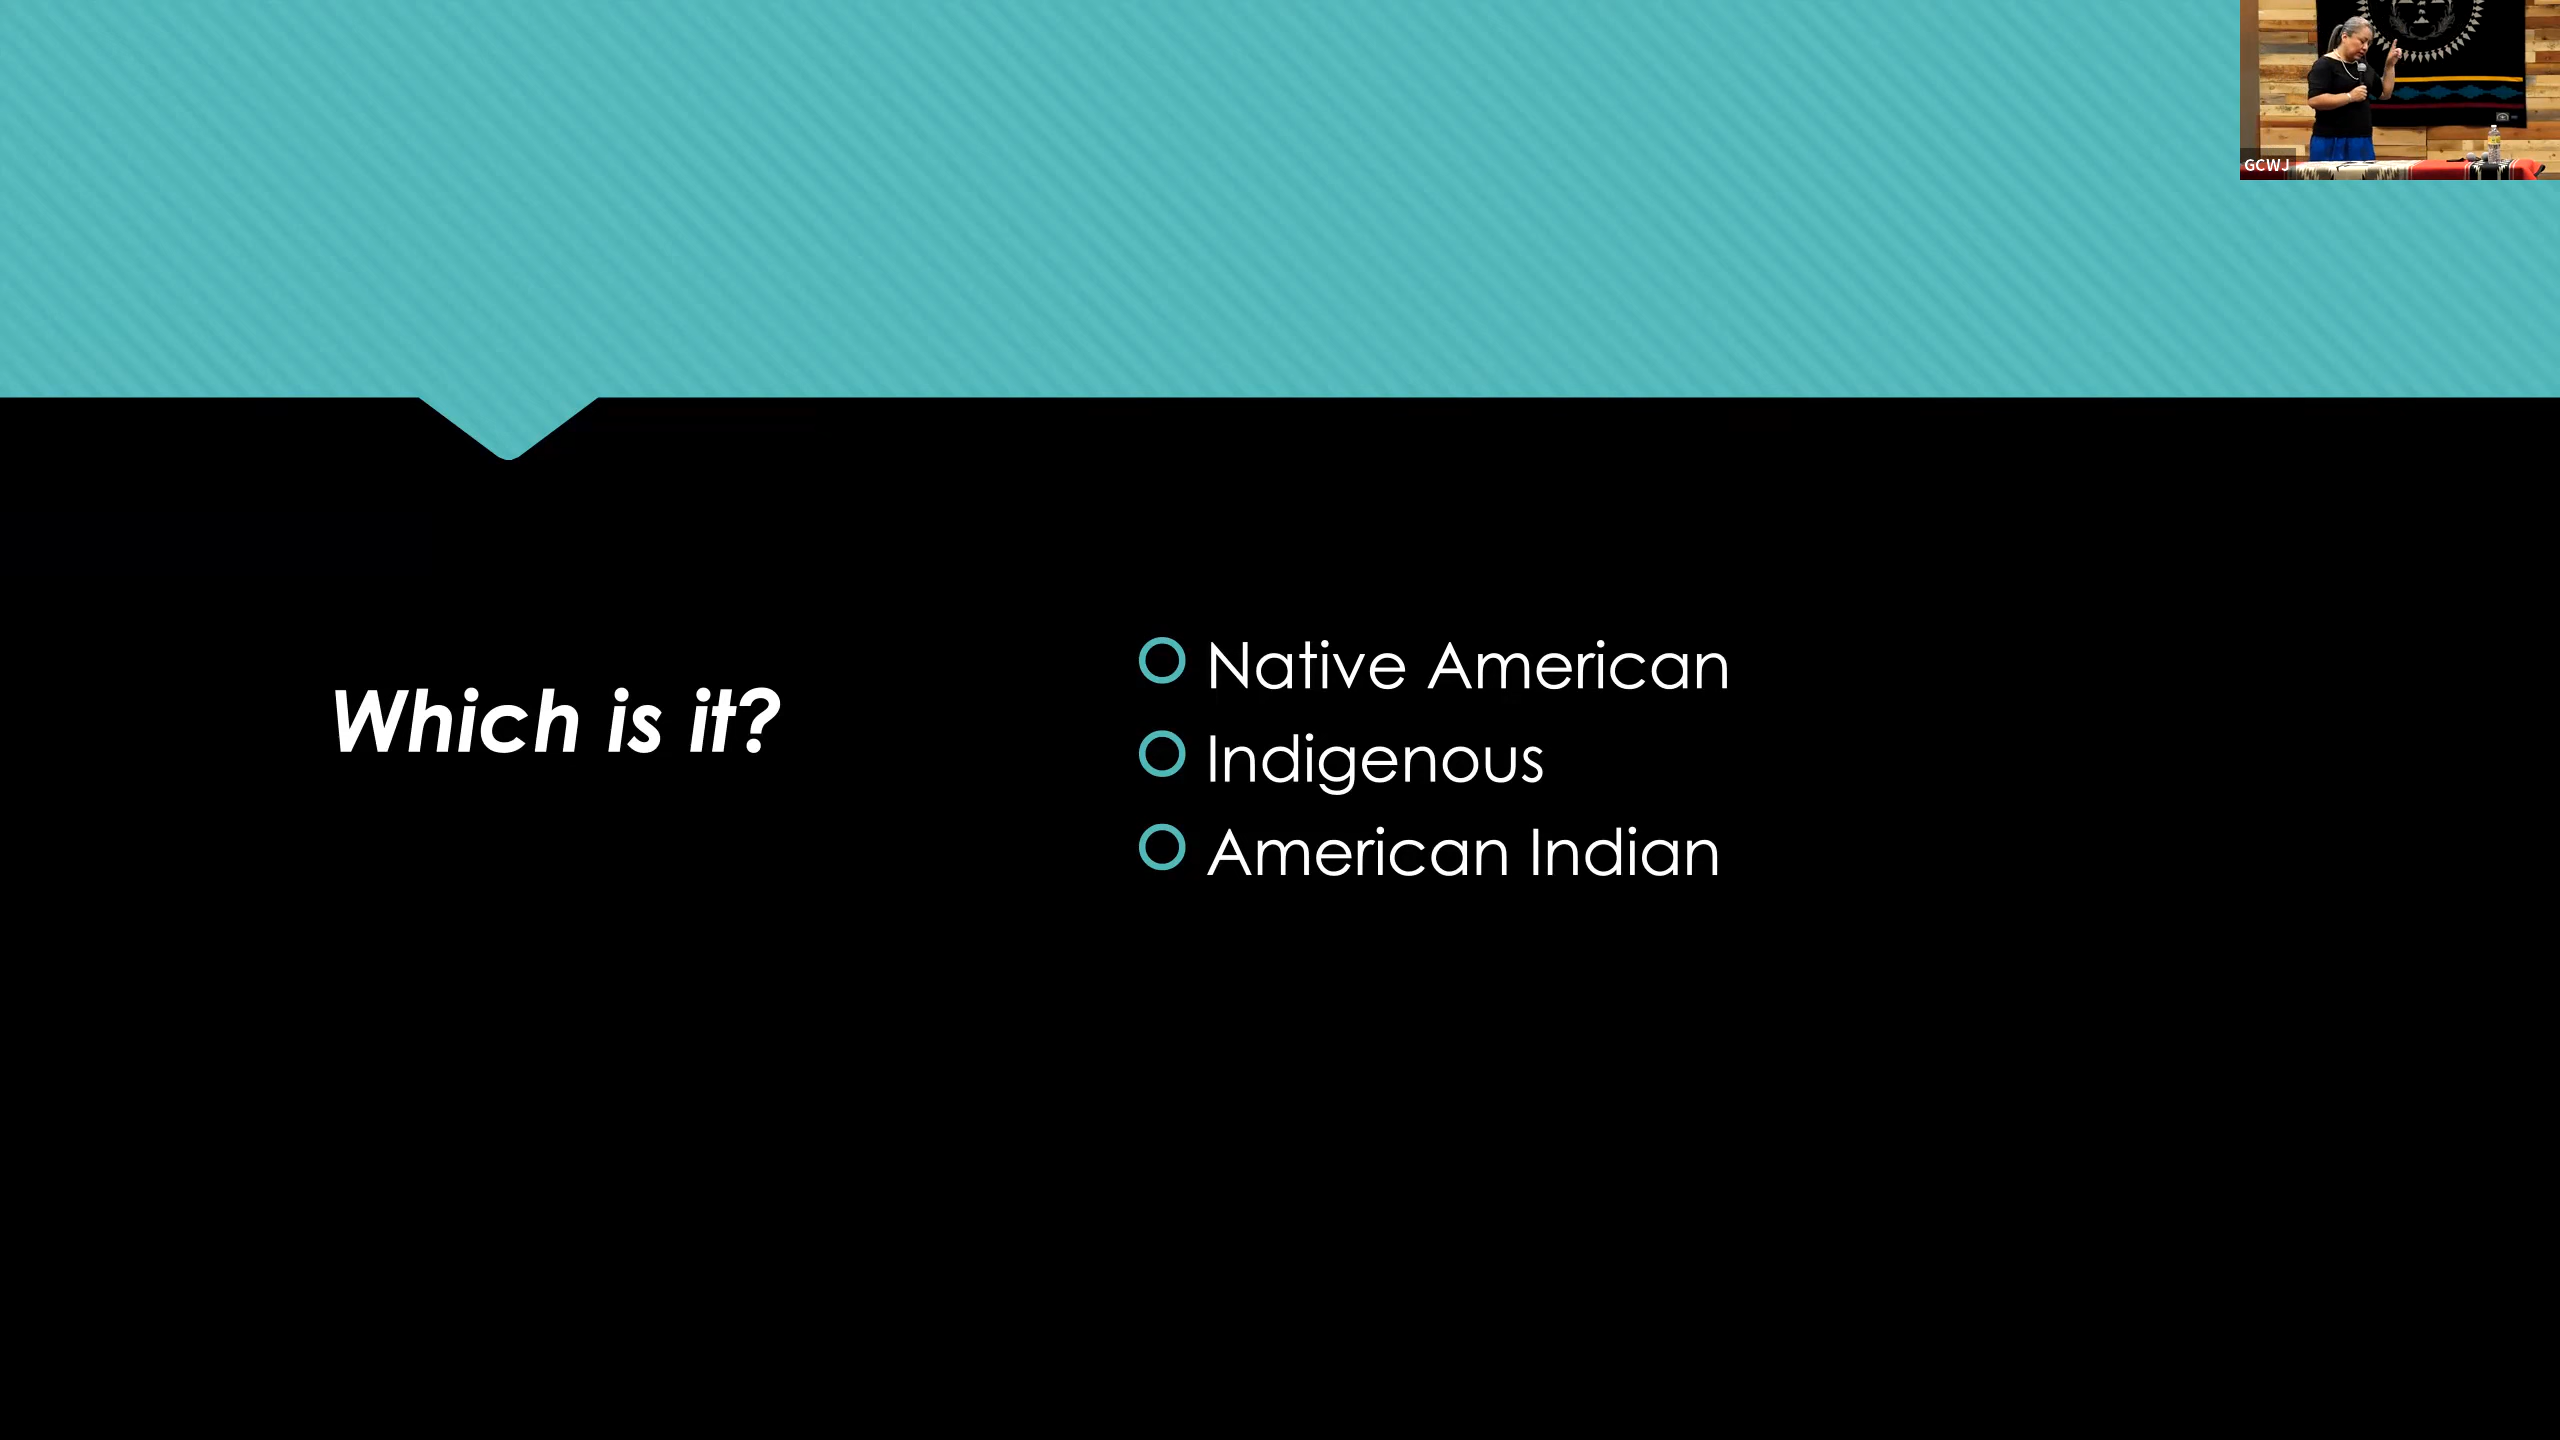 GCWJ
Which is it?
Native American
Indigenous
American Indian